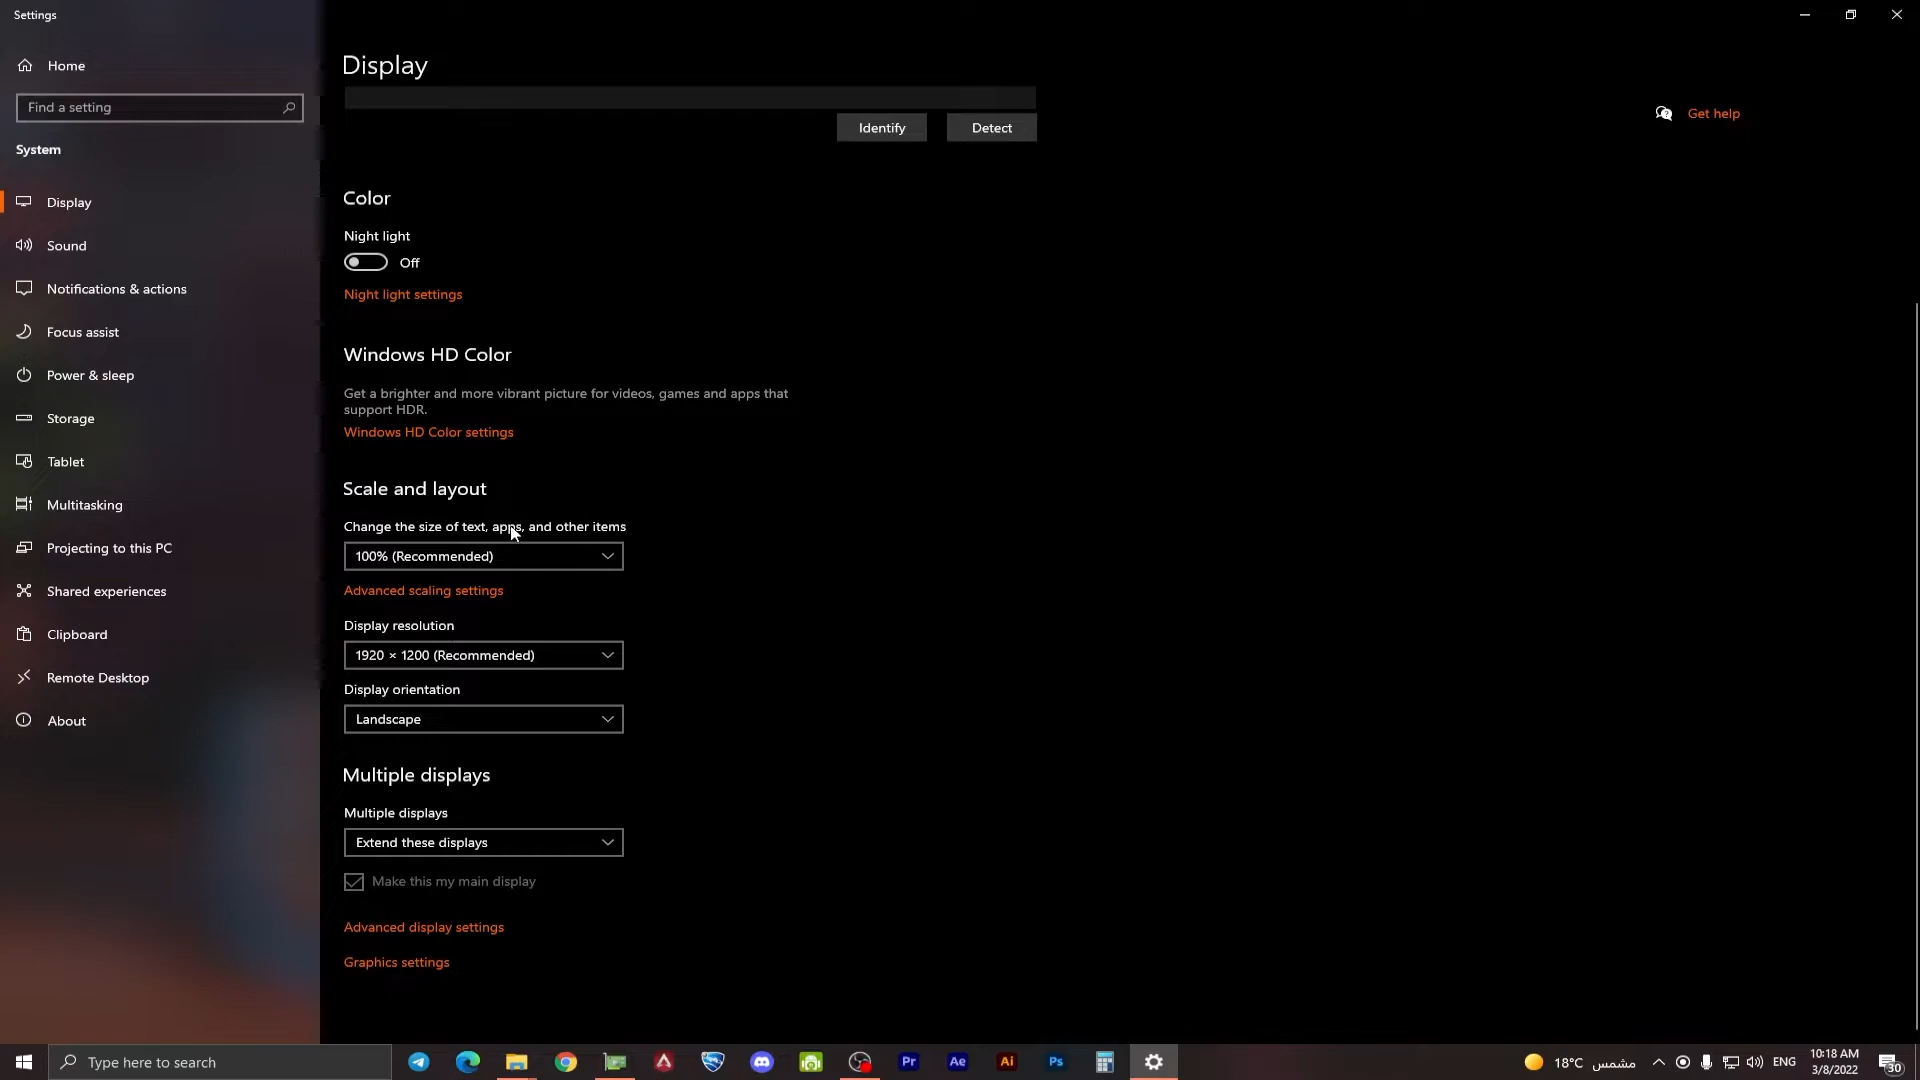 Settings
Home
Find a setting
System
Display
Sound
Notifications & actions
Focus assist
Power & sleep
Storage
Tablet
Multitasking
Projecting to this PC
Shared experiences
Clipboard
Remote Desktop
About
Display
Identify
Detect
Get help
Color
Night light
Off
Night light settings
Windows HD Color
Get a brighter and more vibrant picture for videos, games and apps that
support HDR.
Windows HD Color settings
Scale and layout
Change the size of text, apps, and other items
100% (Recommended)
Advanced scaling settings
Display resolution
1920 × 1200 (Recommended)
Display orientation
Landscape
Multiple displays
Multiple displays
Extend these displays
Make this my main display
Advanced display settings
Graphics settings
Type here to search
Pr
Ae
Ai
Ps
18°C مشمس
ENG
10:18 AM
3/8/2022
30